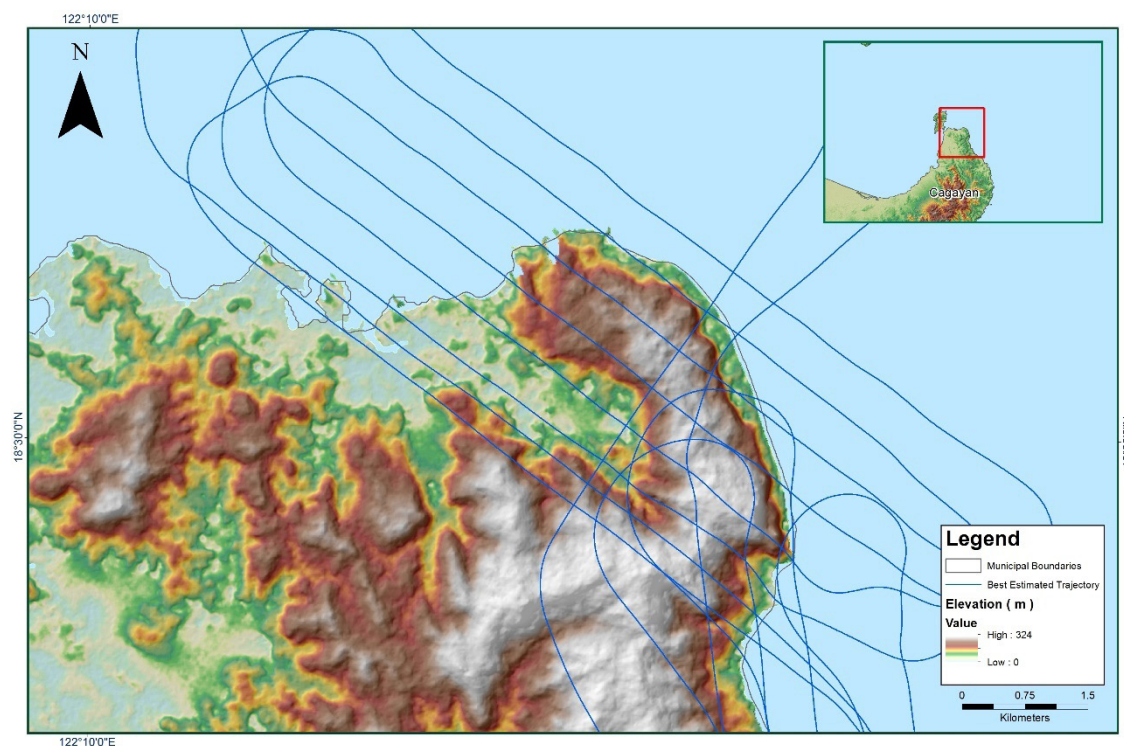 122°10'0"E
N
Cagayan
18°30'0"N
Legend
Municipal Boundaries
Best Estimated Trajectory
Elevation ( m )
Value
High : 324
Low : 0
0 0.75 1.5
Kilometers
122°10'0"E